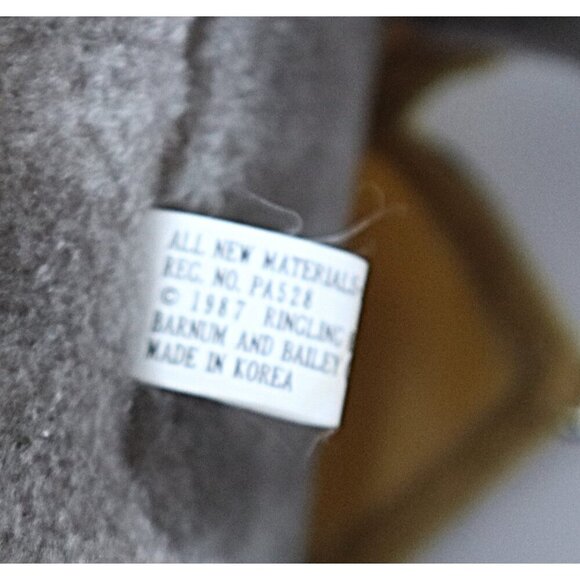 ALL NEW MATERIALS
REG. NO. PA528
© 1987 RINGLING
BARNUM AND BAILEY
MADE IN KOREA